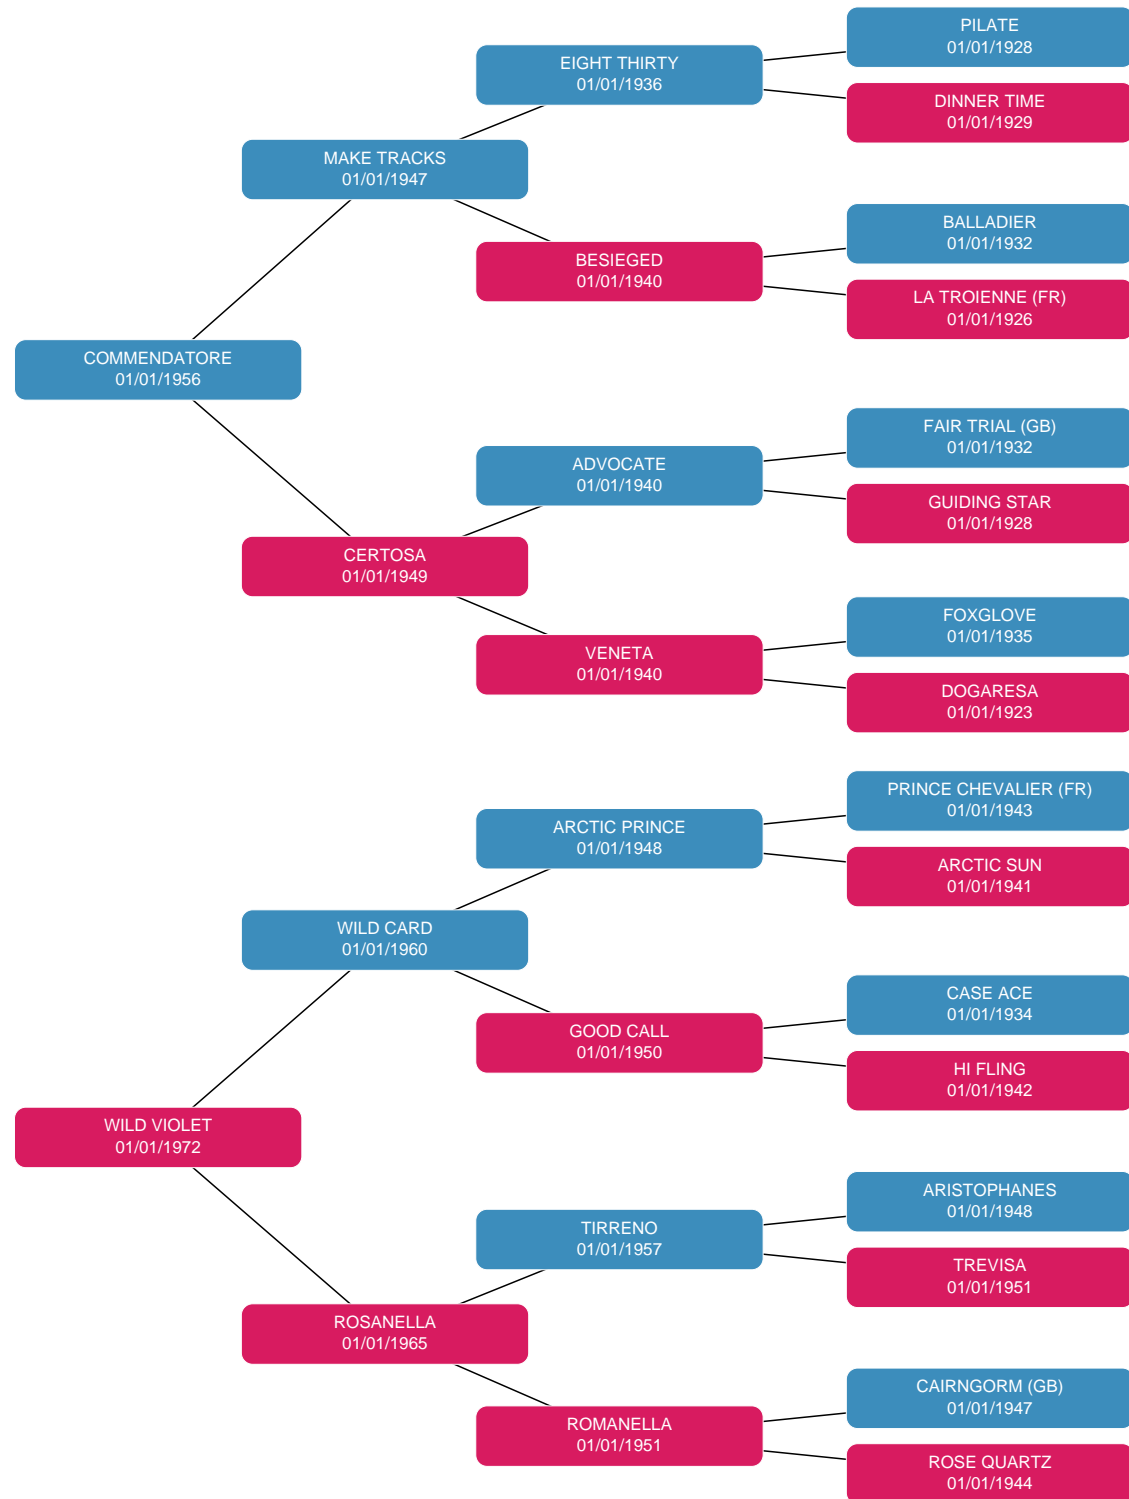 PILATE
01/01/1928
EIGHT THIRTY
01/01/1936
DINNER TIME
01/01/1929
MAKE TRACKS
01/01/1947
BALLADIER
01/01/1932
BESIEGED
01/01/1940
LA TROIENNE (FR)
01/01/1926
COMMENDATORE
01/01/1956
FAIR TRIAL (GB)
01/01/1932
ADVOCATE
01/01/1940
GUIDING STAR
01/01/1928
CERTOSA
01/01/1949
FOXGLOVE
01/01/1935
VENETA
01/01/1940
DOGARESA
01/01/1923
PRINCE CHEVALIER (FR)
01/01/1943
ARCTIC PRINCE
01/01/1948
ARCTIC SUN
01/01/1941
WILD CARD
01/01/1960
CASE ACE
01/01/1934
GOOD CALL
01/01/1950
HI FLING
01/01/1942
WILD VIOLET
01/01/1972
ARISTOPHANES
01/01/1948
TIRRENO
01/01/1957
TREVISA
01/01/1951
ROSANELLA
01/01/1965
CAIRNGORM (GB)
01/01/1947
ROMANELLA
01/01/1951
ROSE QUARTZ
01/01/1944